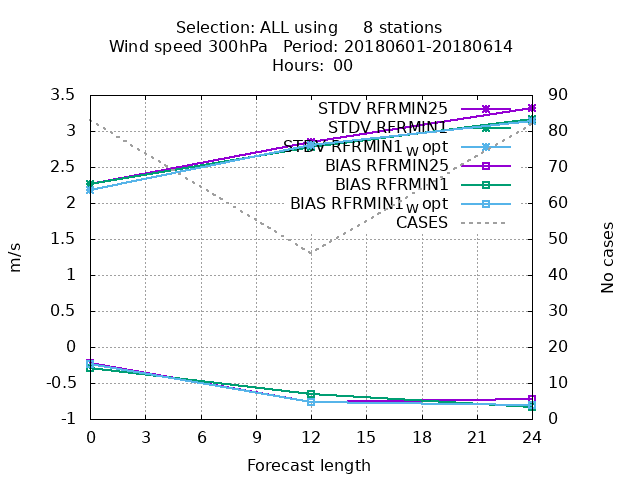 Selection: ALL using 8 stations
Wind speed 300hPa Period: 20180601-20180614
Hours: 00
STDV RFRMIN25
STDV RFRMIN1
STDV RFRMIN1_W opt
BIAS RFRMIN25
BIAS RFRMIN1
BIAS RFRMIN1_W opt
CASES
3.5
3
2.5
2
1.5
1
0.5
0
-0.5
-1
m/s
90
80
70
60
50
40
30
20
10
0
No cases
0 3 6 9 12 15 18 21 24
Forecast length